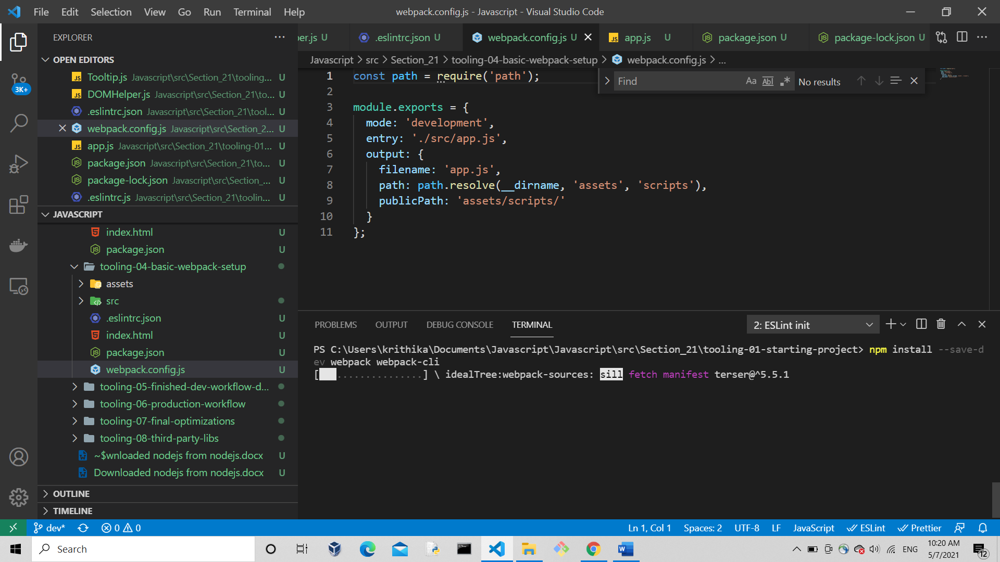 File Edit Selection View Go Run Terminal Help
webpack.config.js - Javascript - Visual Studio Code
EXPLORER
OPEN EDITORS
Tooltip.js Javascript\src\Section_21\tooling... U
DOMHelper.js Javascript\src\Section_21\to... U
.eslintrc.json Javascript\src\Section_21\tool... U
webpack.config.js Javascript\src\Section_2... U
app.js Javascript\src\Section_21\tooling-01... U
package.json Javascript\src\Section_21\to... U
package-lock.json Javascript\src\Section_... U
.eslintrc.js Javascript\src\Section_21\toolin... U
JAVASCRIPT
index.html U
package.json U
tooling-04-basic-webpack-setup
assets
src
.eslintrc.json U
index.html U
package.json U
webpack.config.js U
tooling-05-finished-dev-workflow-d...
tooling-06-production-workflow
tooling-07-final-optimizations
tooling-08-third-party-libs
~$wnloaded nodejs from nodejs.docx U
Downloaded nodejs from nodejs.docx U
OUTLINE
TIMELINE
3K+
per.js U .eslintrc.json U webpack.config.js U app.js U package.json U package-lock.json U
Javascript > src > Section_21 > tooling-04-basic-webpack-setup > webpack.config.js > ...
Find Aa Abl .* No results
1 const path = require('path');
2
3 module.exports = {
4 mode: 'development',
5 entry: './src/app.js',
6 output: {
7 filename: 'app.js',
8 path: path.resolve(__dirname, 'assets', 'scripts'),
9 publicPath: 'assets/scripts/'
10 }
11 };
PROBLEMS OUTPUT DEBUG CONSOLE TERMINAL 2: ESLint init
PS C:\Users\krithika\Documents\Javascript\Javascript\src\Section_21\tooling-01-starting-project> npm install --save-d
ev webpack webpack-cli
[ ...............] \ idealTree:webpack-sources: sill fetch manifest terser@^5.5.1
dev* 0 0 Ln 1, Col 1 Spaces: 2 UTF-8 LF JavaScript ESLint Prettier
Search
ENG
10:20 AM
5/7/2021
12